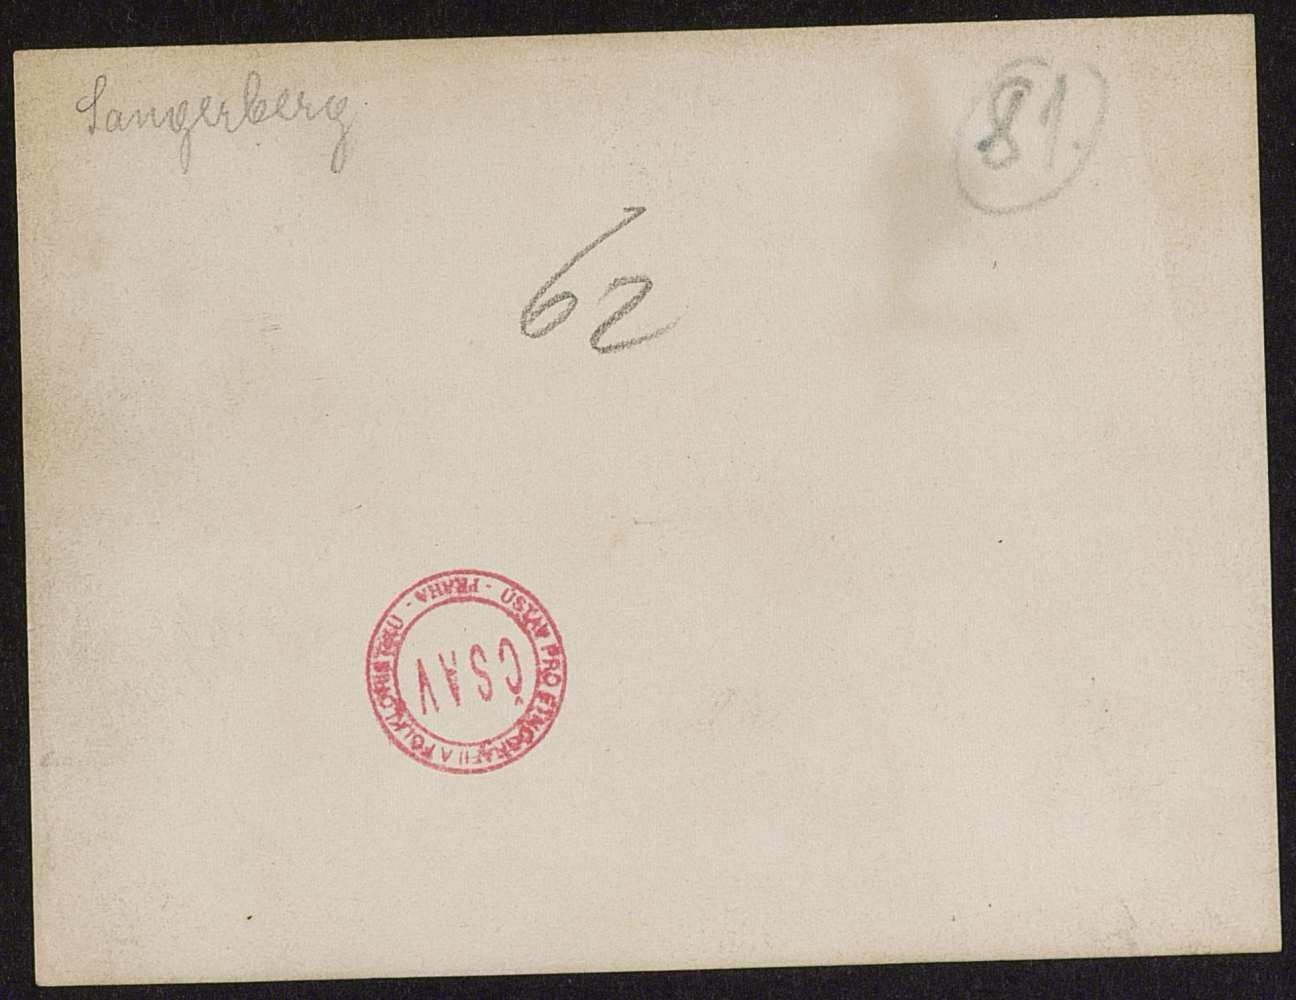 Sangerberg
81.
62
ÚSTAV PRO ETNOGRAFII A FOLKLORISTIKU - PRAHA -
ČSAV